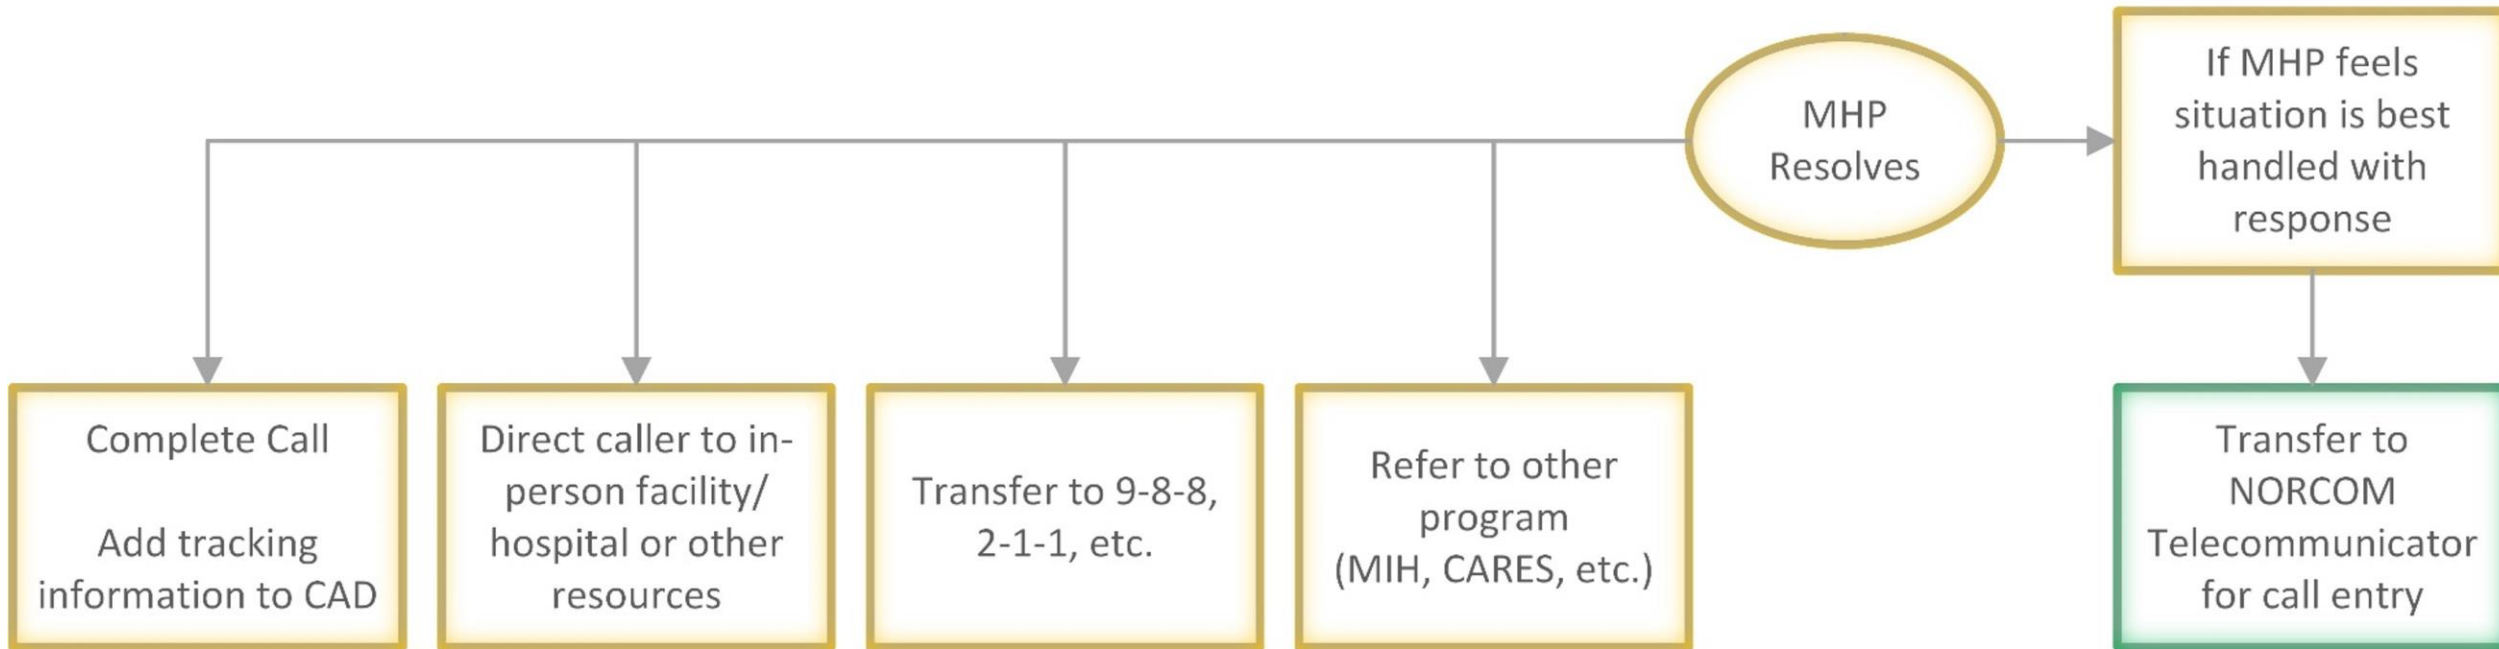 MHP
Resolves
If MHP feels
situation is best
handled with
response
Complete Call
Add tracking
information to CAD
Direct caller to in-
person facility/
hospital or other
resources
Transfer to 9-8-8,
2-1-1, etc.
Refer to other
program
(MIH, CARES, etc.)
Transfer to
NORCOM
Telecommunicator
for call entry